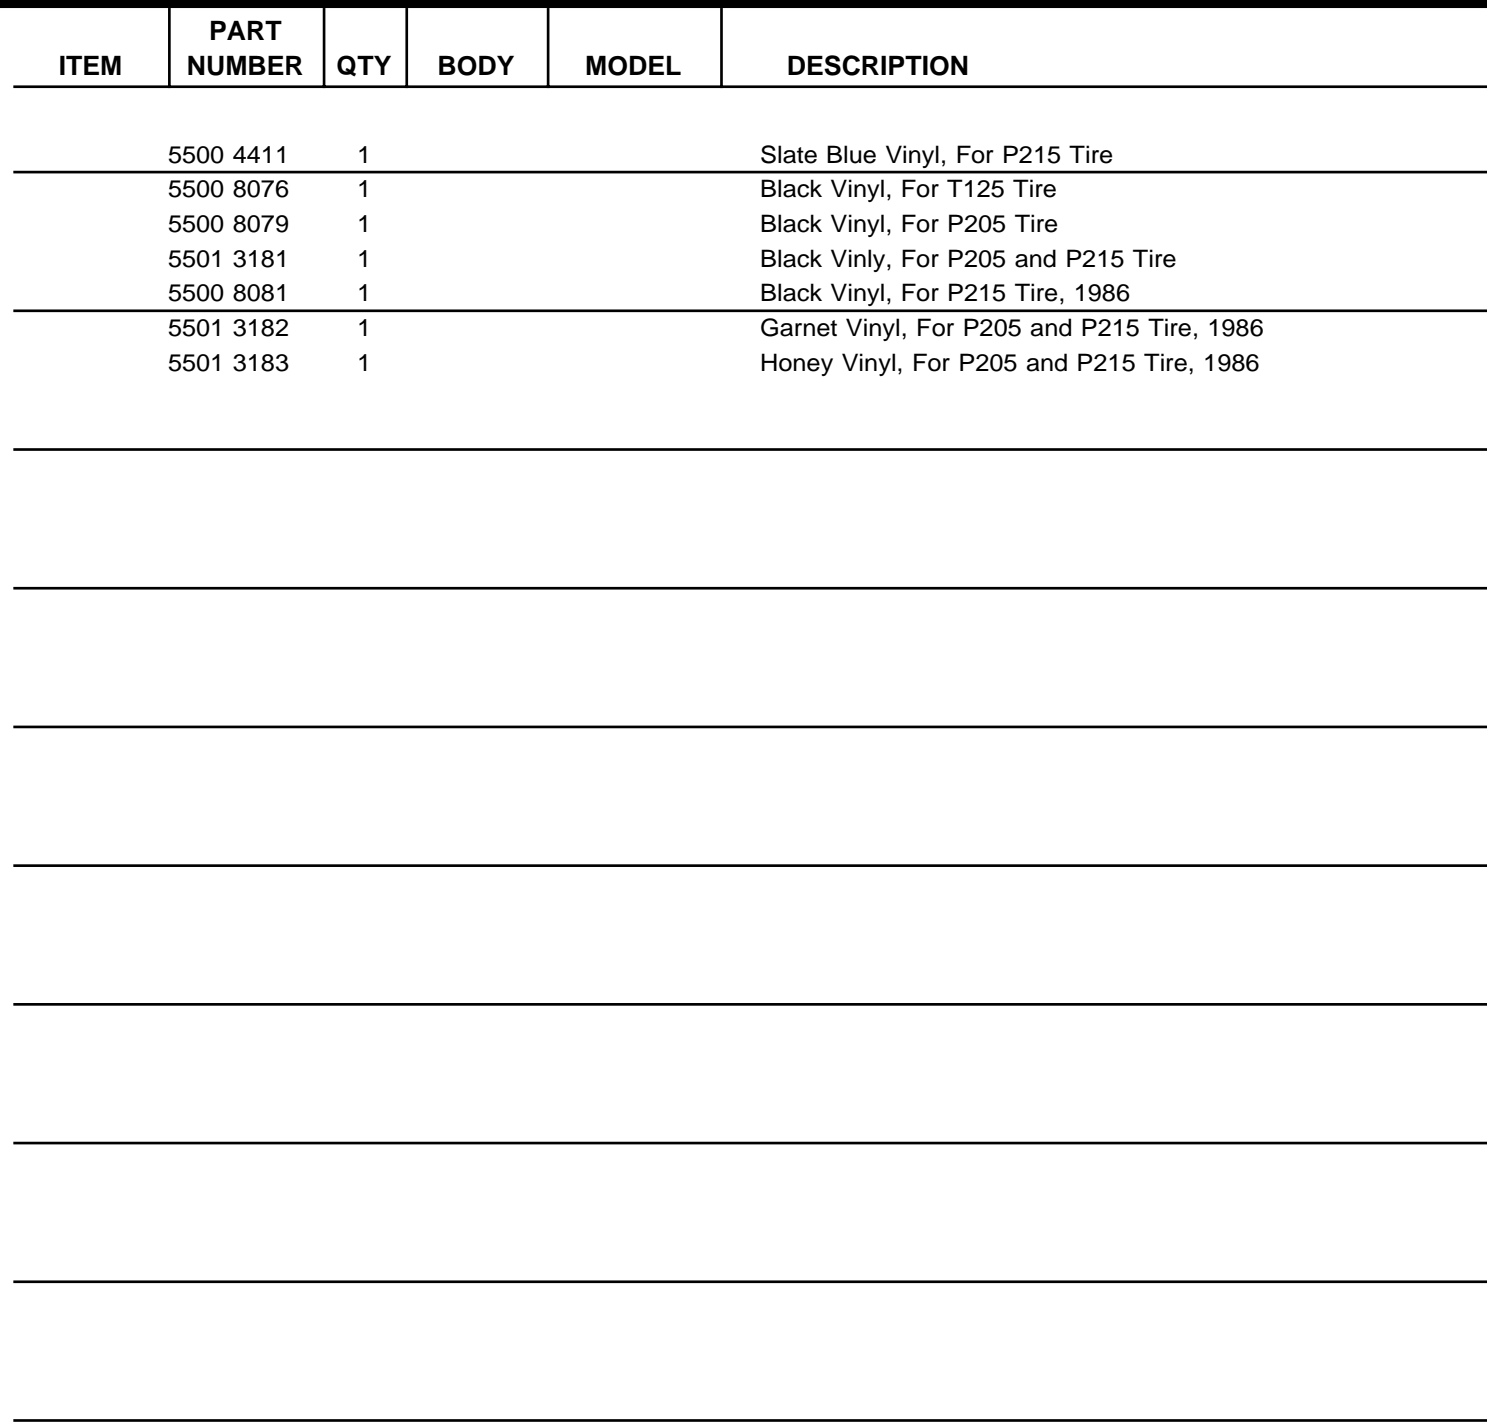 PART
ITEM NUMBER QTY BODY MODEL DESCRIPTION
5500 4411 1 Slate Blue Vinyl, For P215 Tire
5500 8076 1 Black Vinyl, For T125 Tire
5500 8079 1 Black Vinyl, For P205 Tire
5501 3181 1 Black Vinly, For P205 and P215 Tire
5500 8081 1 Black Vinyl, For P215 Tire, 1986
5501 3182 1 Garnet Vinyl, For P205 and P215 Tire, 1986
5501 3183 1 Honey Vinyl, For P205 and P215 Tire, 1986